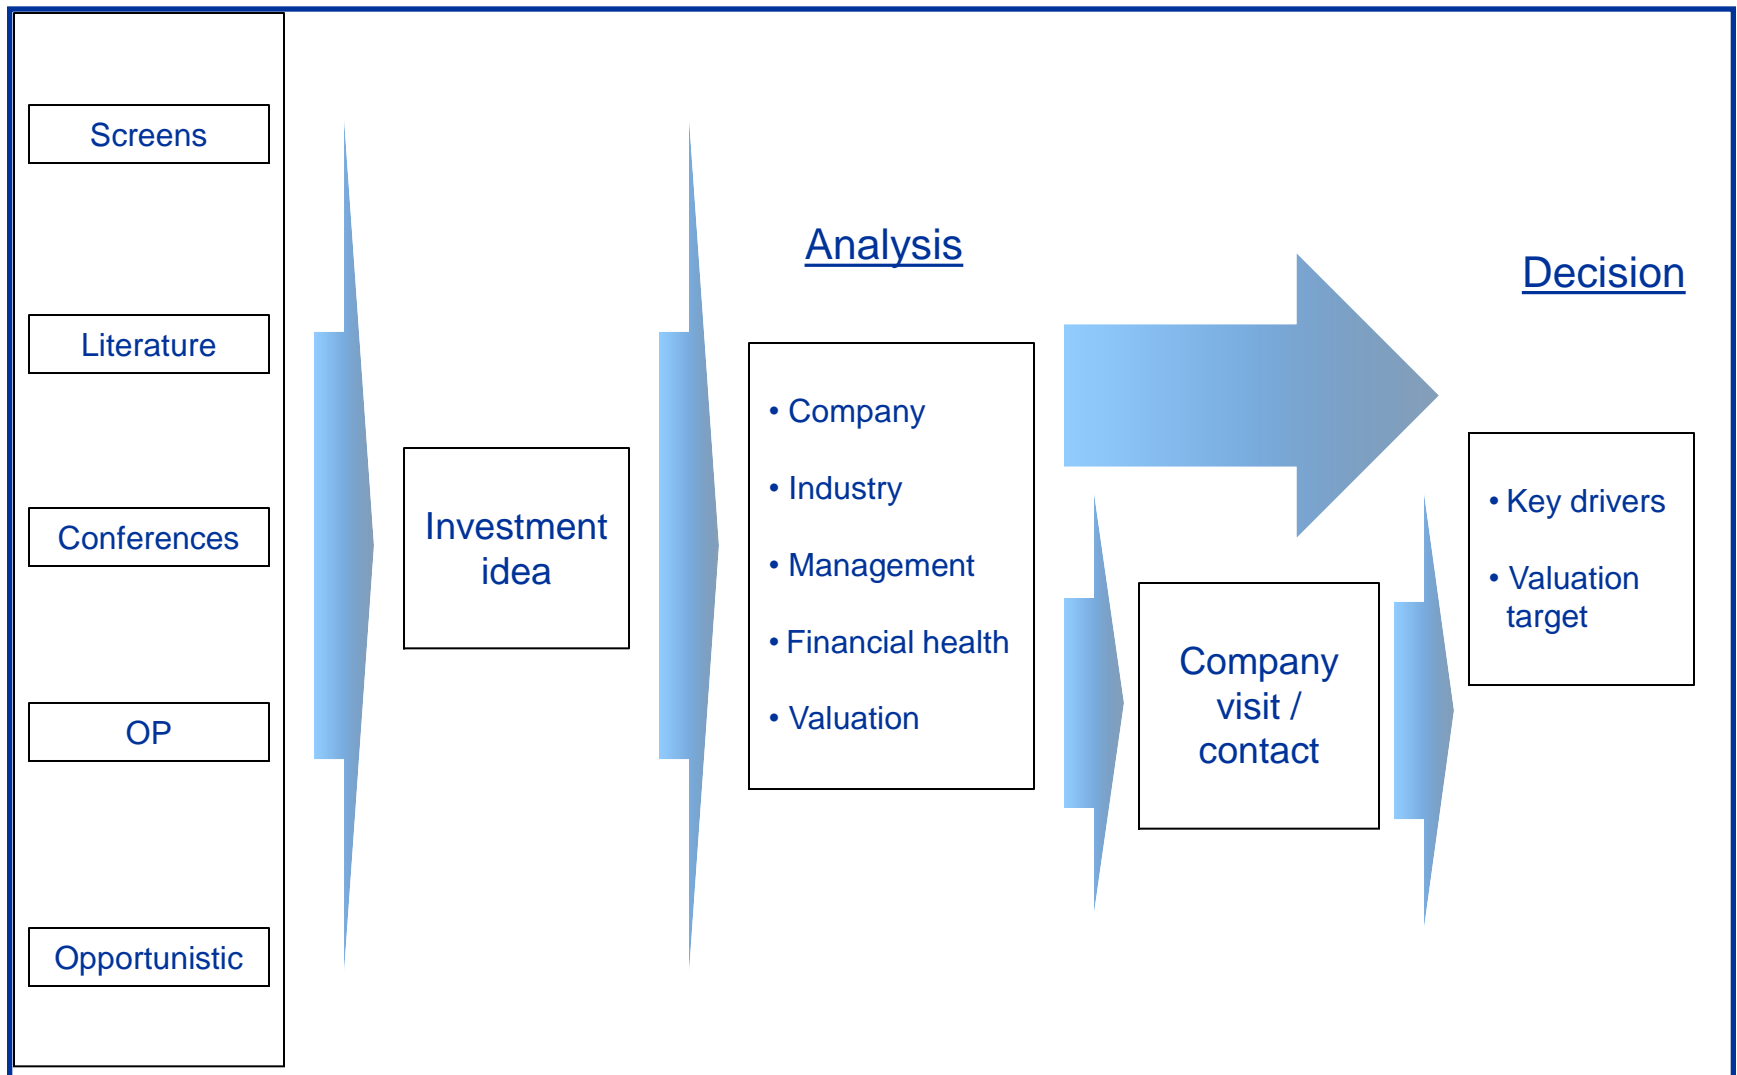 Screens
Literature
Conferences
OP
Opportunistic
Investment
idea
Analysis
• Company
• Industry
• Management
• Financial health
• Valuation
Company
visit /
contact
Decision
• Key drivers
• Valuation
target